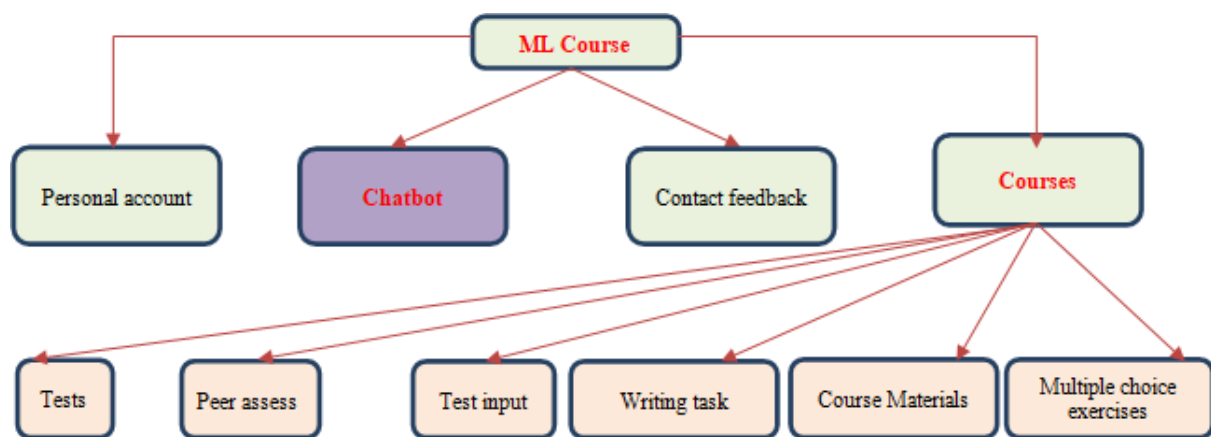 ML Course
Personal account
Chatbot
Contact feedback
Courses
Tests
Peer assess
Test input
Writing task
Course Materials
Multiple choice
exercises